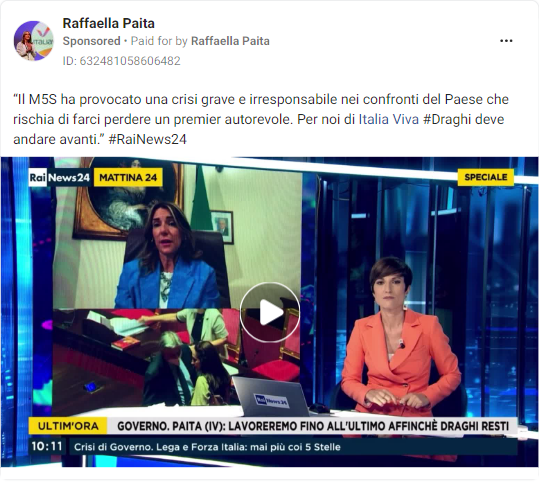 Raffaella Paita
Sponsored • Paid for by Raffaella Paita
ID: 632481058606482
“Il M5S ha provocato una crisi grave e irresponsabile nei confronti del Paese che
rischia di farci perdere un premier autorevole. Per noi di Italia Viva #Draghi deve
andare avanti.” #RaiNews24
Rai News24 MATTINA 24
SPECIALE
Rai News24
ULTIM'ORA GOVERNO. PAITA (IV): LAVOREREMO FINO ALL'ULTIMO AFFINCHÈ DRAGHI RESTI
10:11 Crisi di Governo. Lega e Forza Italia: mai più coi 5 Stelle